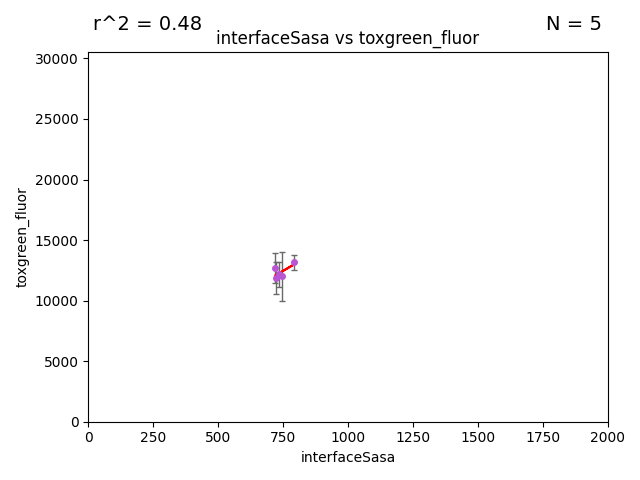 r^2 = 0.48
N = 5
interfaceSasa vs toxgreen_fluor
30000
25000
20000
15000
10000
5000
0
toxgreen_fluor
0 250 500 750 1000 1250 1500 1750 2000
interfaceSasa